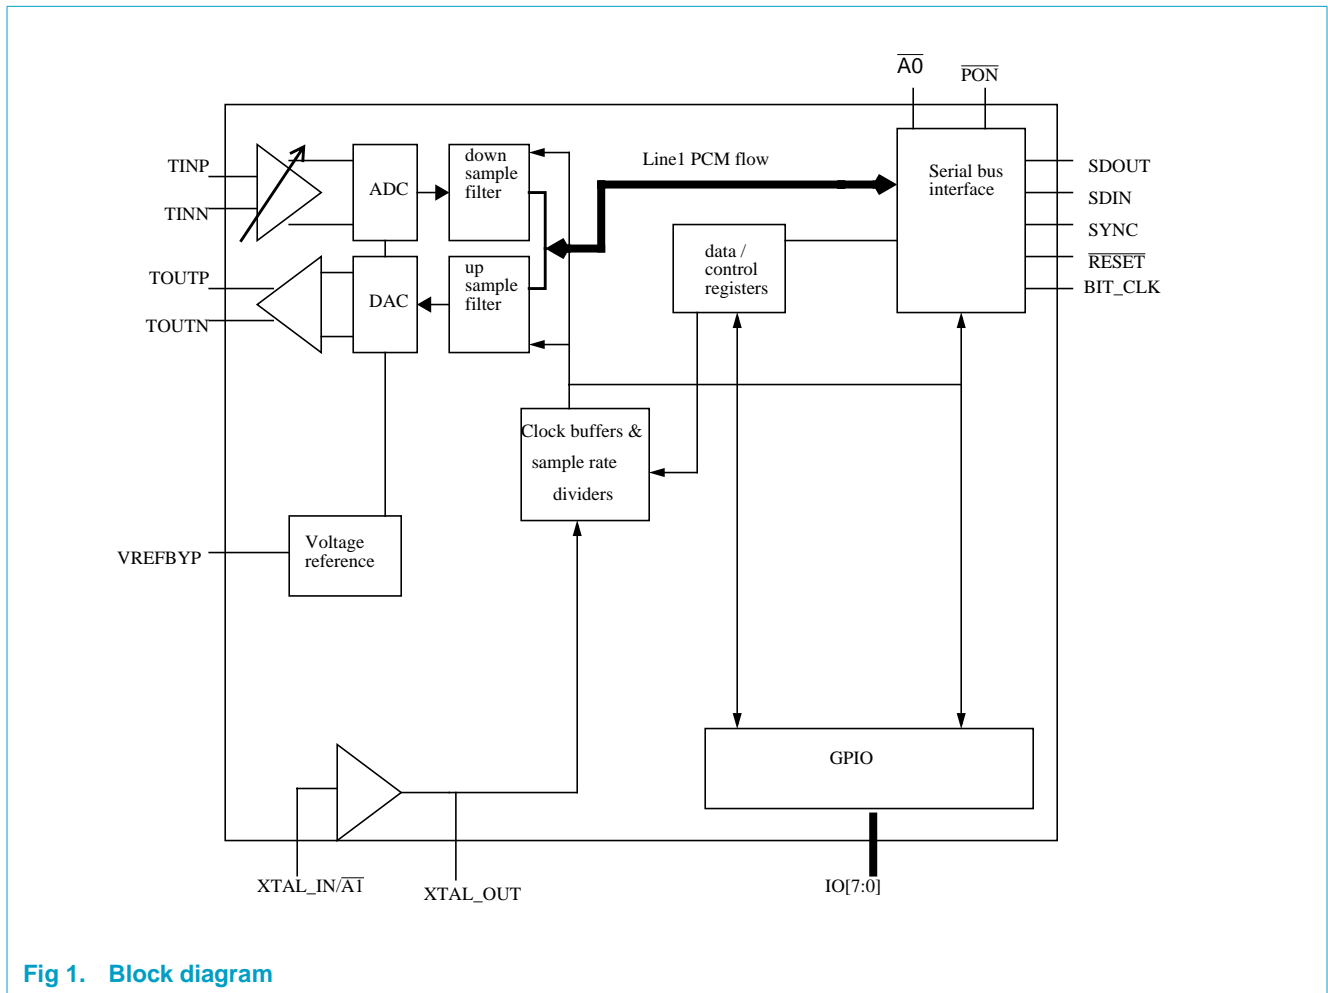 A0
PON
TINP
TINN
ADC
down
sample
filter
Line1 PCM flow
Serial bus
interface
SDOUT
SDIN
SYNC
RESET
BIT_CLK
TOUTP
TOUTN
DAC
up
sample
filter
data /
control
registers
Clock buffers &
sample rate
dividers
VREFBYP
Voltage
reference
GPIO
XTAL_IN/A1
XTAL_OUT
IO[7:0]
Fig 1. Block diagram